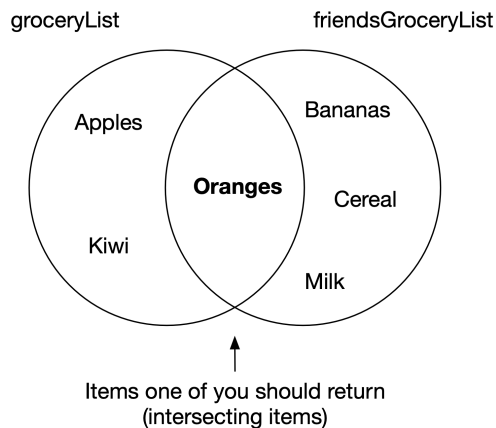 groceryList
friendsGroceryList
Apples
Bananas
Oranges
Cereal
Kiwi
Milk
Items one of you should return
(intersecting items)